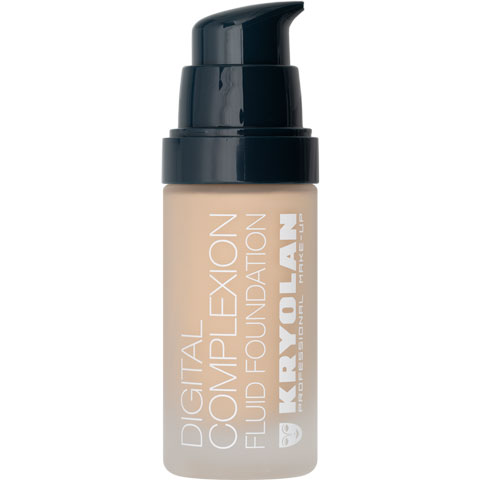 DIGITAL
COMPLEXION
FLUID FOUNDATION
KRYOLAN
PROFESSIONAL MAKE-UP